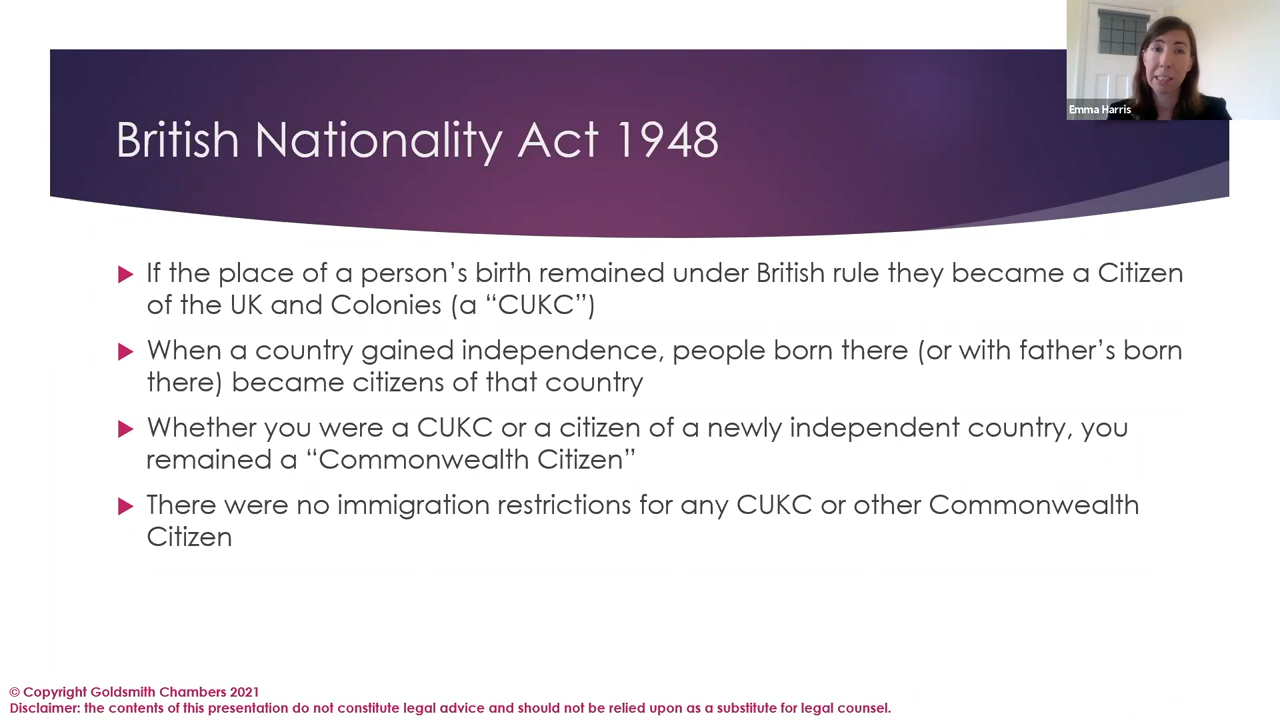 Emma Harris
British Nationality Act 1948
If the place of a person’s birth remained under British rule they became a Citizen
of the UK and Colonies (a “CUKC”)
When a country gained independence, people born there (or with father’s born
there) became citizens of that country
Whether you were a CUKC or a citizen of a newly independent country, you
remained a “Commonwealth Citizen”
There were no immigration restrictions for any CUKC or other Commonwealth
Citizen
© Copyright Goldsmith Chambers 2021
Disclaimer: the contents of this presentation do not constitute legal advice and should not be relied upon as a substitute for legal counsel.